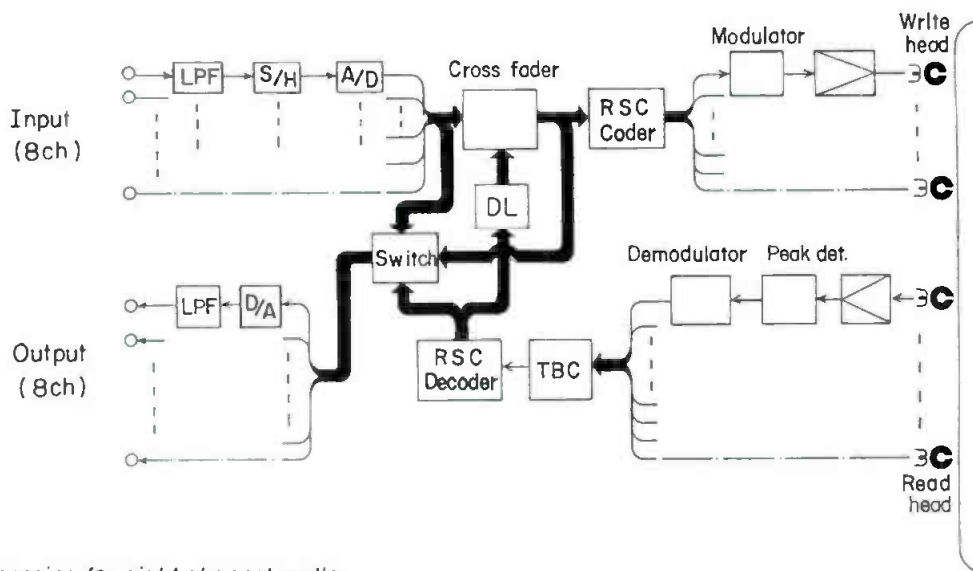 Input
(8ch)
LPF
S/H
A/D
Cross fader
RSC
Coder
Modulator
Write
head
DL
Switch
Output
(8ch)
LPF
D/A
RSC
Decoder
TBC
Demodulator
Peak det.
Read
head